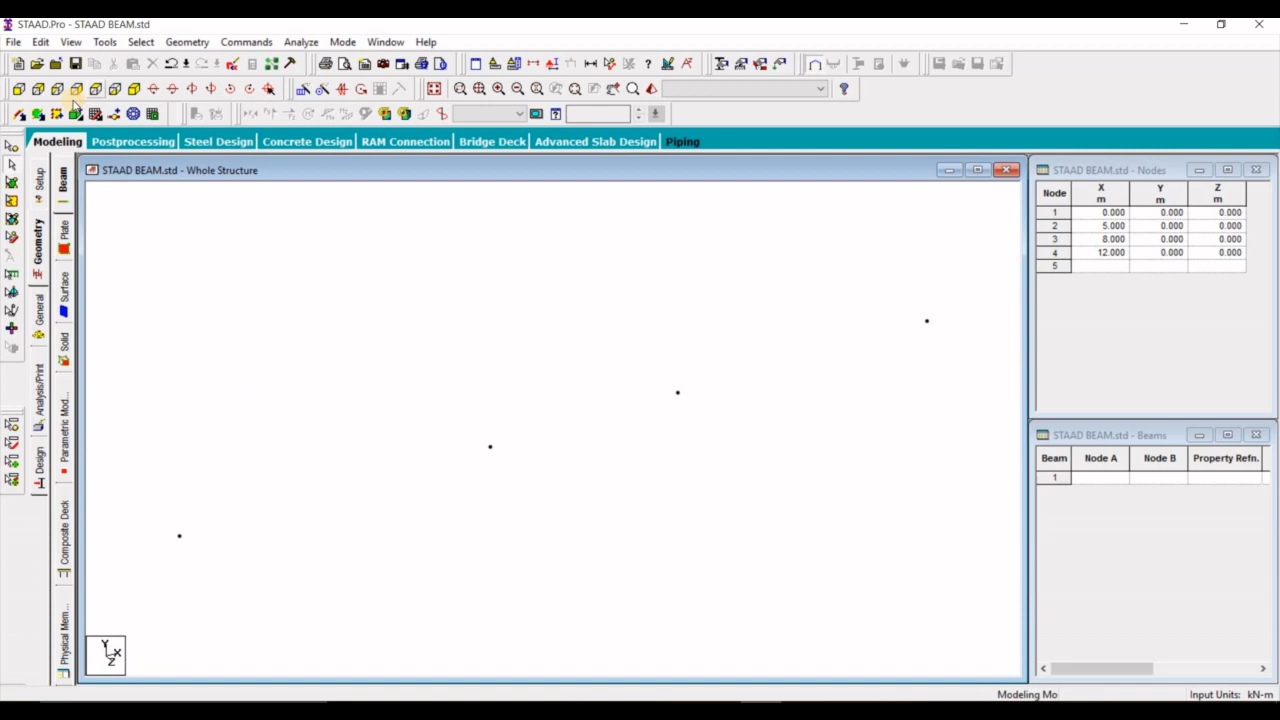 STAAD.Pro - STAAD BEAM.std
File Edit View Tools Select Geometry Commands Analyze Mode Window Help
Modeling Postprocessing Steel Design Concrete Design RAM Connection Bridge Deck Advanced Slab Design Piping
Setup
Geometry
General
Analysis/Print
Design
Beam
Plate
Surface
Solid
Parametric Mod...
Composite Deck
Physical Mem...
STAAD BEAM.std - Whole Structure
Y
X
Z
STAAD BEAM.std - Nodes
Node X m Y m Z m
1 0.000 0.000 0.000
2 5.000 0.000 0.000
3 8.000 0.000 0.000
4 12.000 0.000 0.000
5
STAAD BEAM.std - Beams
Beam Node A Node B Property Refn.
1
Modeling Mo Input Units: kN-m